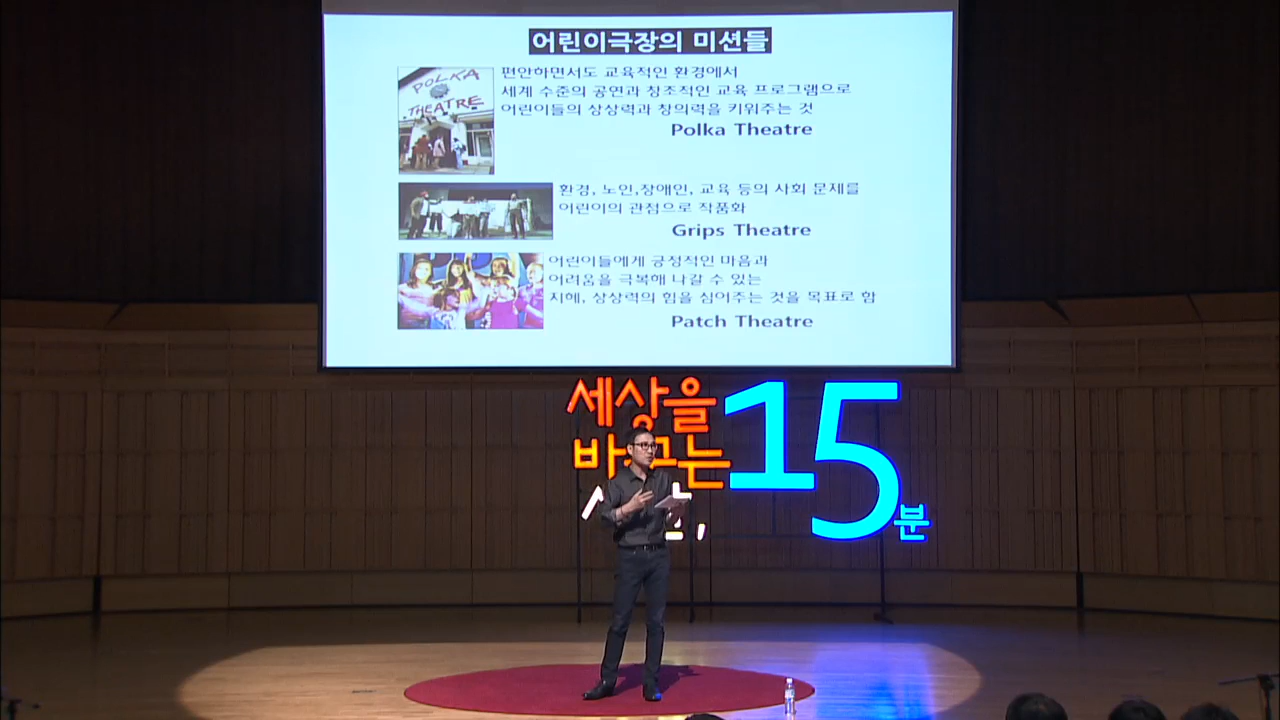 어린이극장의 미션들
POLKA
THEATRE
편안하면서도 교육적인 환경에서
세계 수준의 공연과 창조적인 교육 프로그램으로
어린이들의 상상력과 창의력을 키워주는 것
Polka Theatre
환경, 노인,장애인, 교육 등의 사회 문제를
어린이의 관점으로 작품화
Grips Theatre
어린이들에게 긍정적인 마음과
어려움을 극복해 나갈 수 있는
지혜, 상상력의 힘을 심어주는 것을 목표로 함
Patch Theatre
세상을
바꾸는
15분